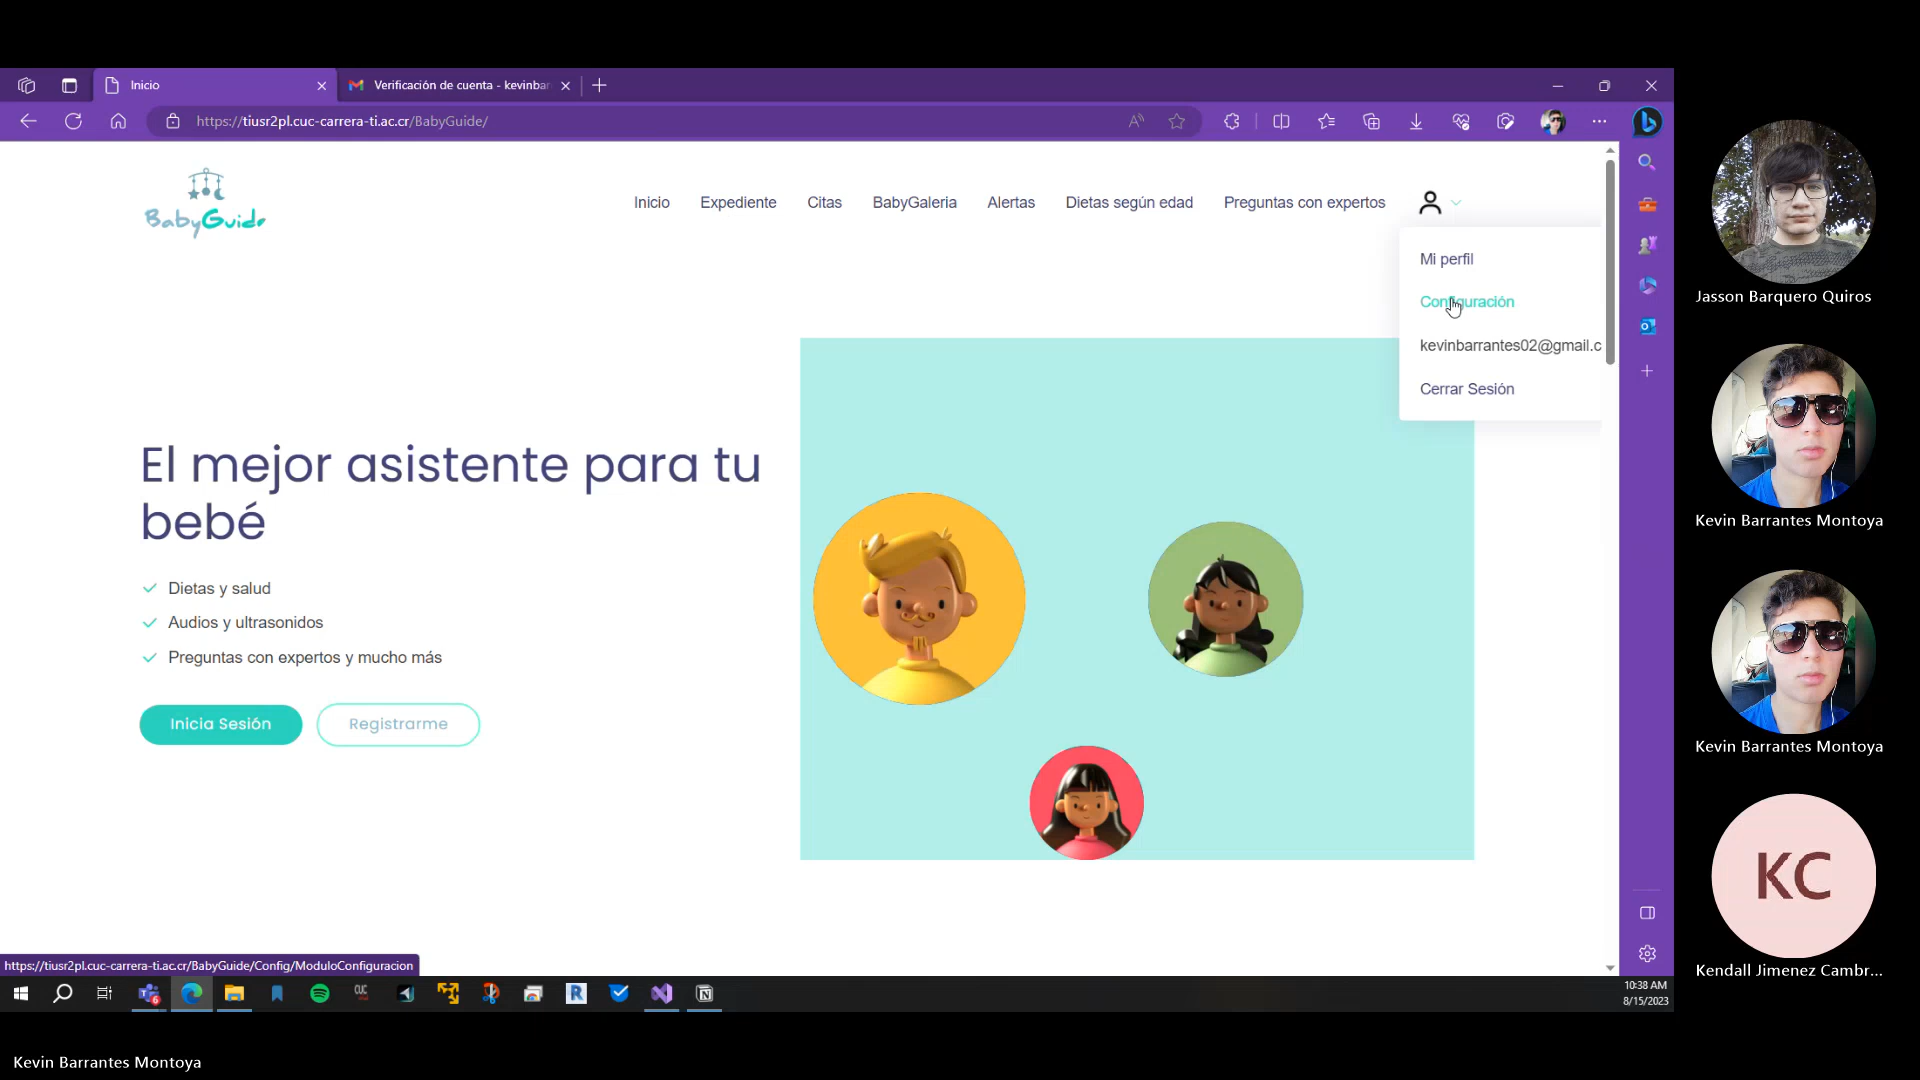 Inicio
Verificación de cuenta - kevinbar
https://tiusr2pl.cuc-carrera-ti.ac.cr/BabyGuide/
BabyGuide
Inicio
Expediente
Citas
BabyGaleria
Alertas
Dietas según edad
Preguntas con expertos
Mi perfil
Configuración
kevinbarrantes02@gmail.c
Cerrar Sesión
El mejor asistente para tu
bebé
Dietas y salud
Audios y ultrasonidos
Preguntas con expertos y mucho más
Inicia Sesión
Registrarme
https://tiusr2pl.cuc-carrera-ti.ac.cr/BabyGuide/Config/ModuloConfiguracion
6
CUC
R
10:38 AM
8/15/2023
Jasson Barquero Quiros
Kevin Barrantes Montoya
Kevin Barrantes Montoya
KC
Kendall Jimenez Cambr...
Kevin Barrantes Montoya